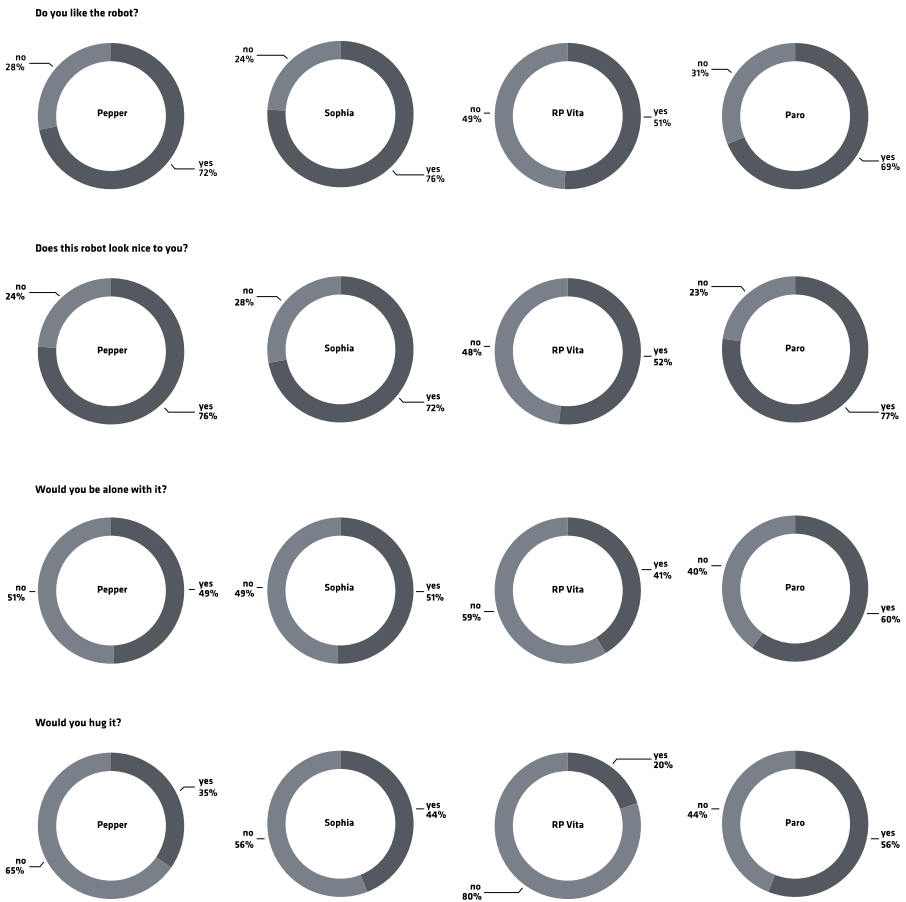 Do you like the robot?
no
28%
Pepper
yes
72%
no
24%
Sophia
yes
76%
no
49%
RP Vita
yes
51%
no
31%
Paro
yes
69%
Does this robot look nice to you?
no
24%
Pepper
yes
76%
no
28%
Sophia
yes
72%
no
48%
RP Vita
yes
52%
no
23%
Paro
yes
77%
Would you be alone with it?
no
51%
Pepper
yes
49%
no
49%
Sophia
yes
51%
no
59%
RP Vita
yes
41%
no
40%
Paro
yes
60%
Would you hug it?
no
65%
Pepper
yes
35%
no
56%
Sophia
yes
44%
no
80%
RP Vita
yes
20%
no
44%
Paro
yes
56%